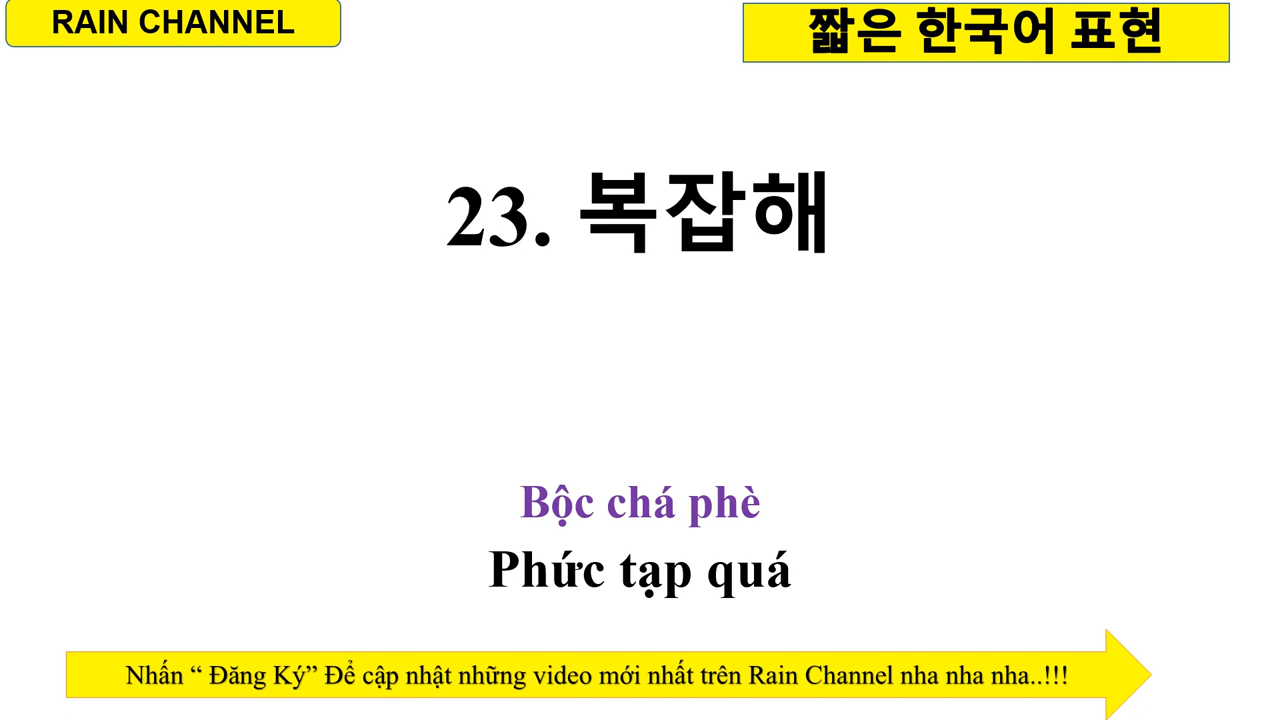 RAIN CHANNEL
짧은 한국어 표현
23. 복잡해
Bộc chá phè
Phức tạp quá
Nhấn “ Đăng Ký” Để cập nhật những video mới nhất trên Rain Channel nha nha nha..!!!